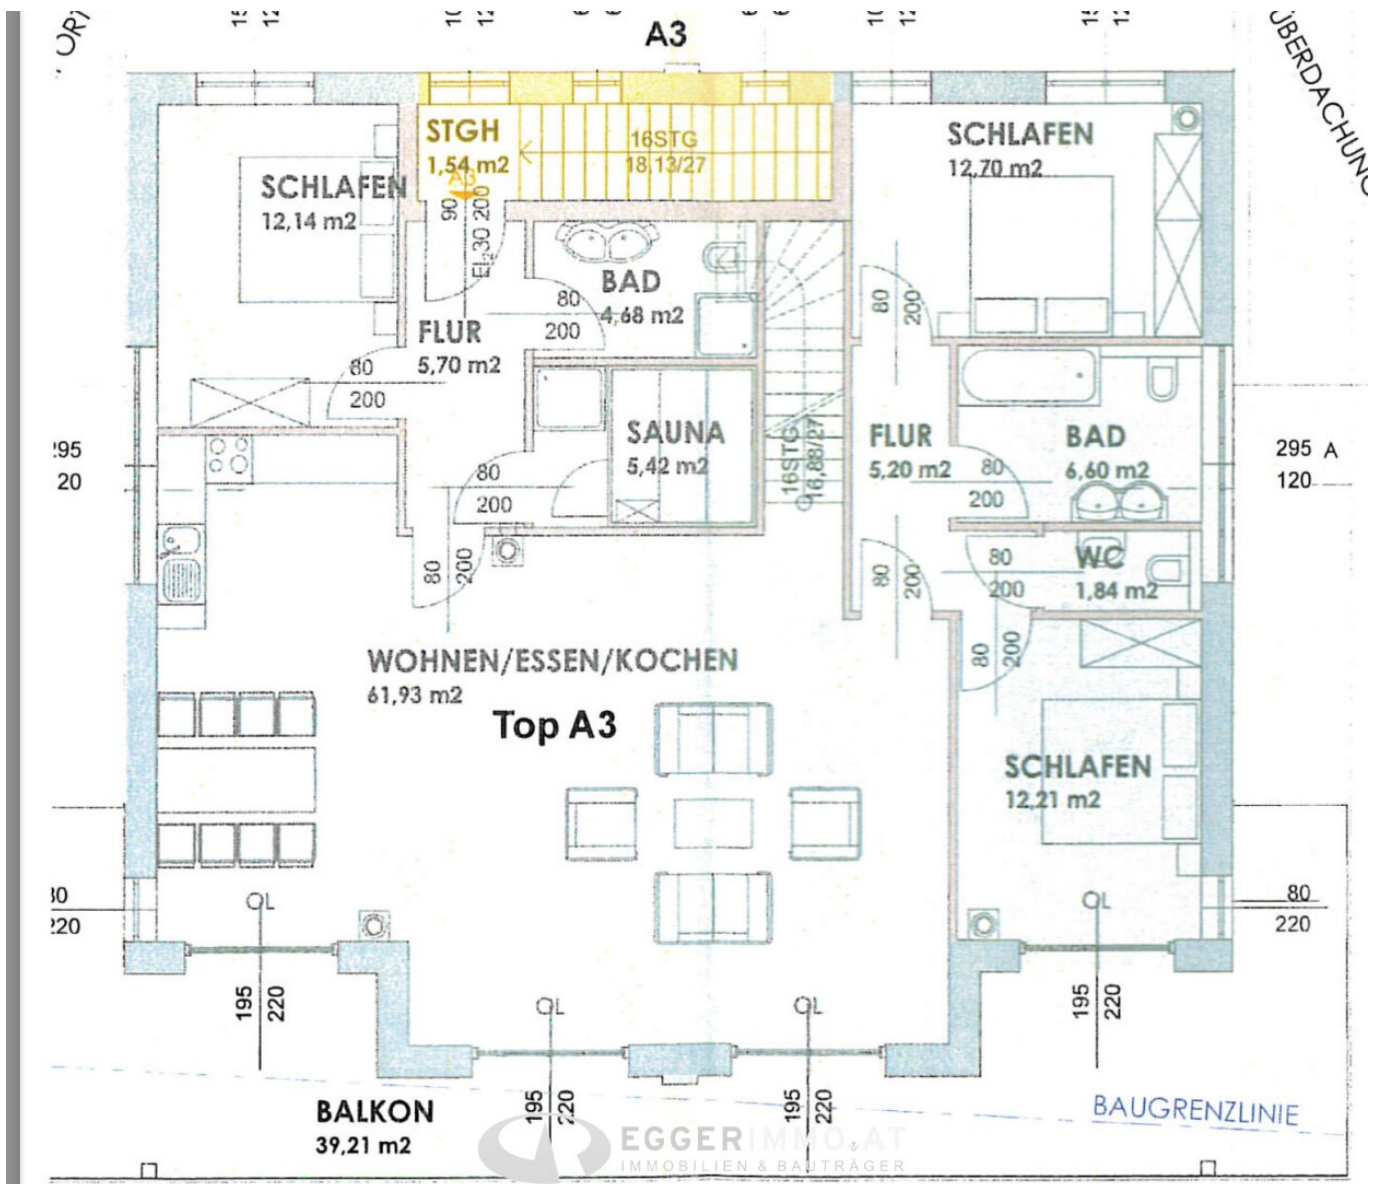 A3
ÜBERDACHUNG
STGH
1,54 m2
A3
16STG
18,13/27
SCHLAFEN
12,70 m2
SCHLAFEN
12,14 m2
90
200
EI₂30
BAD
4,68 m2
80
200
FLUR
5,70 m2
80
200
80
200
SAUNA
5,42 m2
80
200
16STG
16,88/27
FLUR
5,20 m2
BAD
6,60 m2
80
200
295 A
120
20
80
200
80
200
80
200
WC
1,84 m2
80
200
WOHNEN/ESSEN/KOCHEN
61,93 m2
Top A3
SCHLAFEN
12,21 m2
80
220
OL
OL
OL
OL
195
220
195
220
195
220
195
220
BALKON
39,21 m2
BAUGRENZLINIE
EGGERIMMO.AT
IMMOBILIEN & BAUTRÄGER